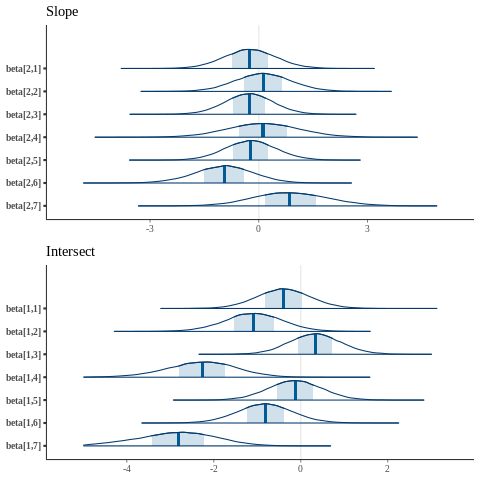 Slope
beta[2,1]
beta[2,2]
beta[2,3]
beta[2,4]
beta[2,5]
beta[2,6]
beta[2,7]
-3 0 3
Intersect
beta[1,1]
beta[1,2]
beta[1,3]
beta[1,4]
beta[1,5]
beta[1,6]
beta[1,7]
-4 -2 0 2